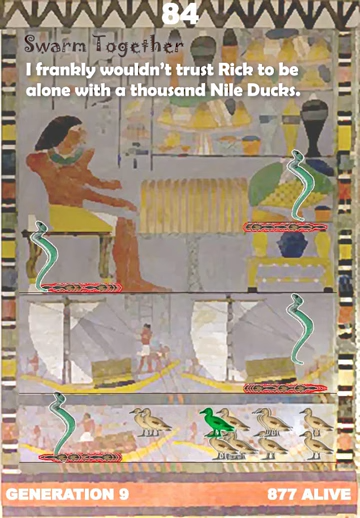 84
Swarm Together
I frankly wouldn't trust Rick to be
alone with a thousand Nile Ducks.
GENERATION 9
877 ALIVE